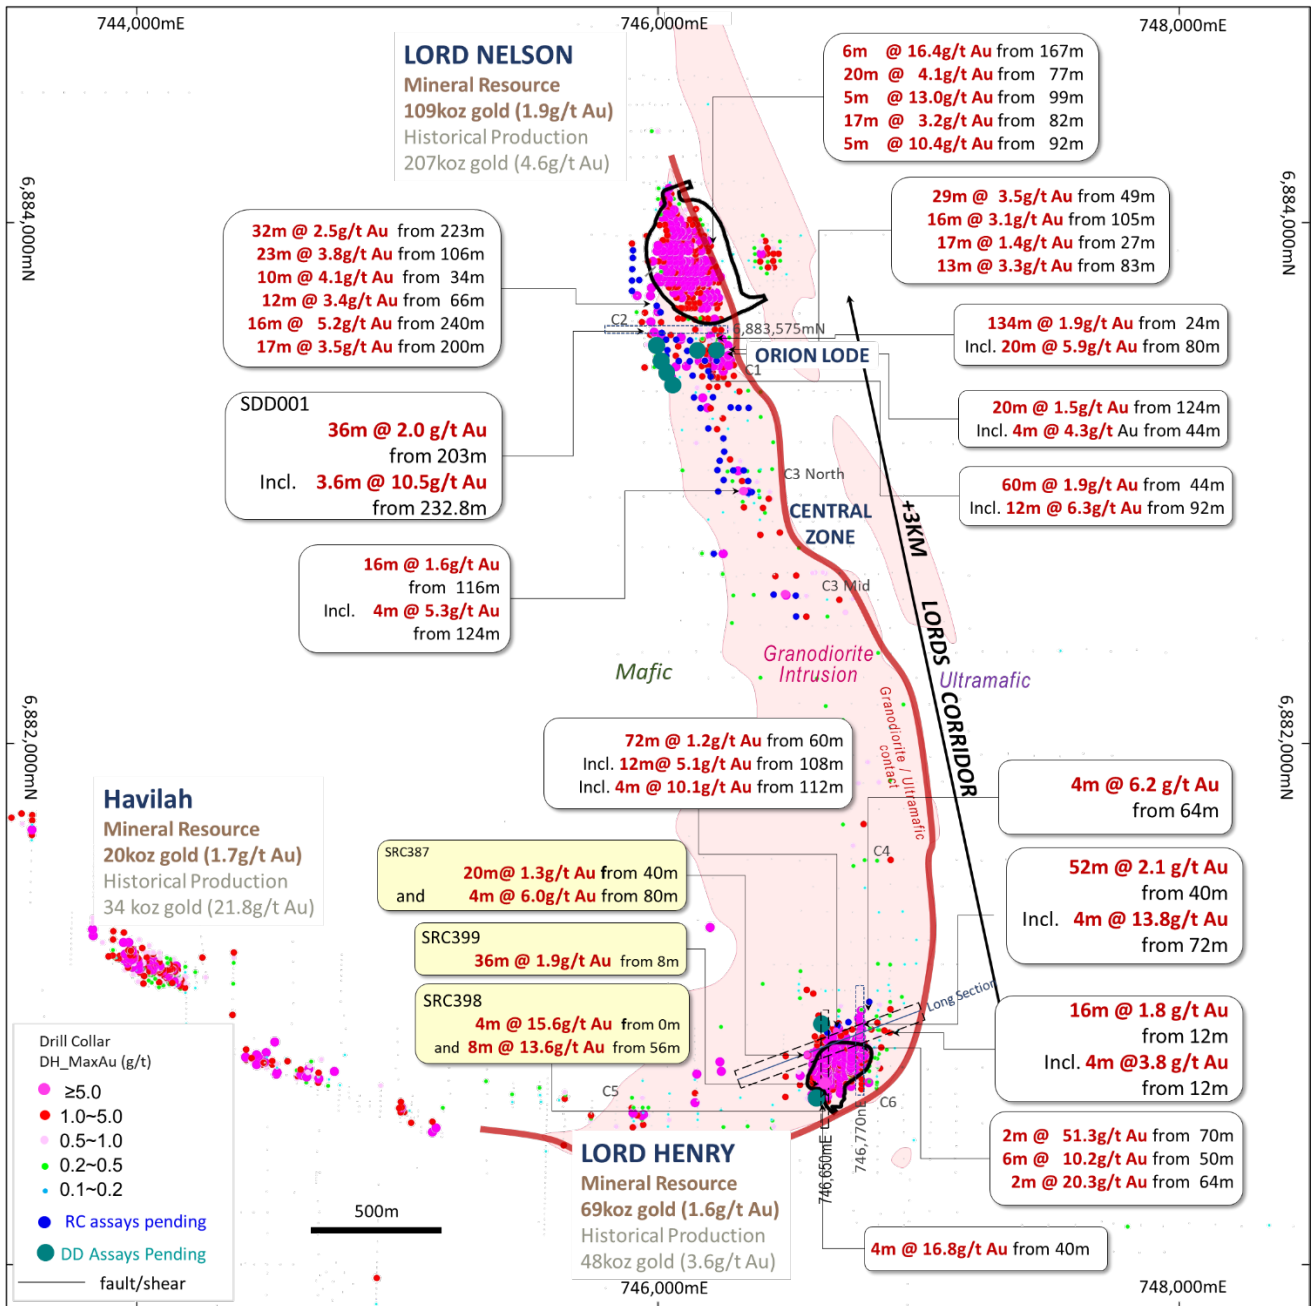 744,000mE
746,000mE
748,000mE
LORD NELSON
Mineral Resource
109koz gold (1.9g/t Au)
Historical Production
207koz gold (4.6g/t Au)
6m @ 16.4g/t Au from 167m
20m @ 4.1g/t Au from 77m
5m @ 13.0g/t Au from 99m
17m @ 3.2g/t Au from 82m
5m @ 10.4g/t Au from 92m
6,884,000mN
6,884,000mN
29m @ 3.5g/t Au from 49m
16m @ 3.1g/t Au from 105m
17m @ 1.4g/t Au from 27m
13m @ 3.3g/t Au from 83m
32m @ 2.5g/t Au from 223m
23m @ 3.8g/t Au from 106m
10m @ 4.1g/t Au from 34m
12m @ 3.4g/t Au from 66m
16m @ 5.2g/t Au from 240m
17m @ 3.5g/t Au from 200m
C2
6,883,575mN
134m @ 1.9g/t Au from 24m
Incl. 20m @ 5.9g/t Au from 80m
ORION LODE
C1
SDD001
36m @ 2.0 g/t Au
from 203m
Incl. 3.6m @ 10.5g/t Au
from 232.8m
20m @ 1.5g/t Au from 124m
Incl. 4m @ 4.3g/t Au from 44m
60m @ 1.9g/t Au from 44m
Incl. 12m @ 6.3g/t Au from 92m
C3 North
CENTRAL
ZONE
+3KM
LORDS CORRIDOR
16m @ 1.6g/t Au
from 116m
Incl. 4m @ 5.3g/t Au
from 124m
C3 Mid
Mafic
Granodiorite
Intrusion
Ultramafic
Granodiorite / Ultramafic
contact
6,882,000mN
6,882,000mN
72m @ 1.2g/t Au from 60m
Incl. 12m@ 5.1g/t Au from 108m
Incl. 4m @ 10.1g/t Au from 112m
4m @ 6.2 g/t Au
from 64m
Havilah
Mineral Resource
20koz gold (1.7g/t Au)
Historical Production
34 koz gold (21.8g/t Au)
C4
SRC387
20m@ 1.3g/t Au from 40m
and 4m @ 6.0g/t Au from 80m
52m @ 2.1 g/t Au
from 40m
Incl. 4m @ 13.8g/t Au
from 72m
SRC399
36m @ 1.9g/t Au from 8m
SRC398
4m @ 15.6g/t Au from 0m
and 8m @ 13.6g/t Au from 56m
Long Section
16m @ 1.8 g/t Au
from 12m
Incl. 4m @3.8 g/t Au
from 12m
C5
C6
746,650mE
746,770mE
Drill Collar
DH_MaxAu (g/t)
≥5.0
1.0~5.0
0.5~1.0
0.2~0.5
0.1~0.2
RC assays pending
DD Assays Pending
fault/shear
500m
LORD HENRY
Mineral Resource
69koz gold (1.6g/t Au)
Historical Production
48koz gold (3.6g/t Au)
2m @ 51.3g/t Au from 70m
6m @ 10.2g/t Au from 50m
2m @ 20.3g/t Au from 64m
4m @ 16.8g/t Au from 40m
746,000mE
748,000mE